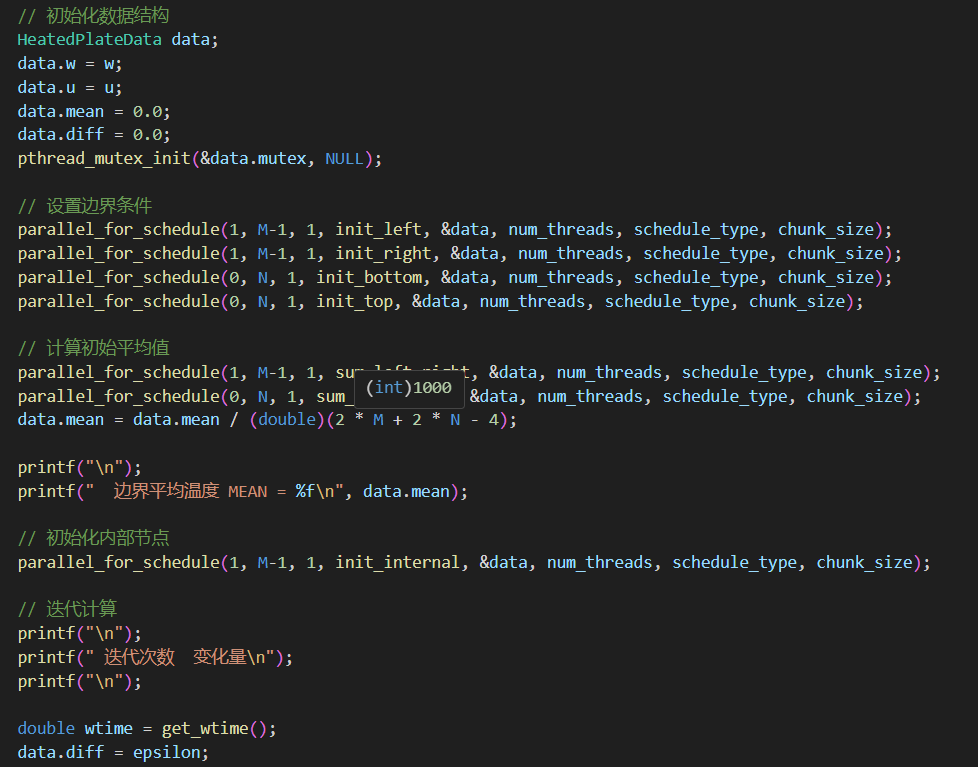 // 初始化数据结构
HeatedPlateData data;
data.w = w;
data.u = u;
data.mean = 0.0;
data.diff = 0.0;
pthread_mutex_init(&data.mutex, NULL);
// 设置边界条件
parallel_for_schedule(1, M-1, 1, init_left, &data, num_threads, schedule_type, chunk_size);
parallel_for_schedule(1, M-1, 1, init_right, &data, num_threads, schedule_type, chunk_size);
parallel_for_schedule(0, N, 1, init_bottom, &data, num_threads, schedule_type, chunk_size);
parallel_for_schedule(0, N, 1, init_top, &data, num_threads, schedule_type, chunk_size);
// 计算初始平均值
parallel_for_schedule(1, M-1, 1, sum_left_right, &data, num_threads, schedule_type, chunk_size);
parallel_for_schedule(0, N, 1, sum_ (int)1000 &data, num_threads, schedule_type, chunk_size);
data.mean = data.mean / (double)(2 * M + 2 * N - 4);
printf("\n");
printf("  边界平均温度 MEAN = %f\n", data.mean);
// 初始化内部节点
parallel_for_schedule(1, M-1, 1, init_internal, &data, num_threads, schedule_type, chunk_size);
// 迭代计算
printf("\n");
printf(" 迭代次数  变化量\n");
printf("\n");
double wtime = get_wtime();
data.diff = epsilon;